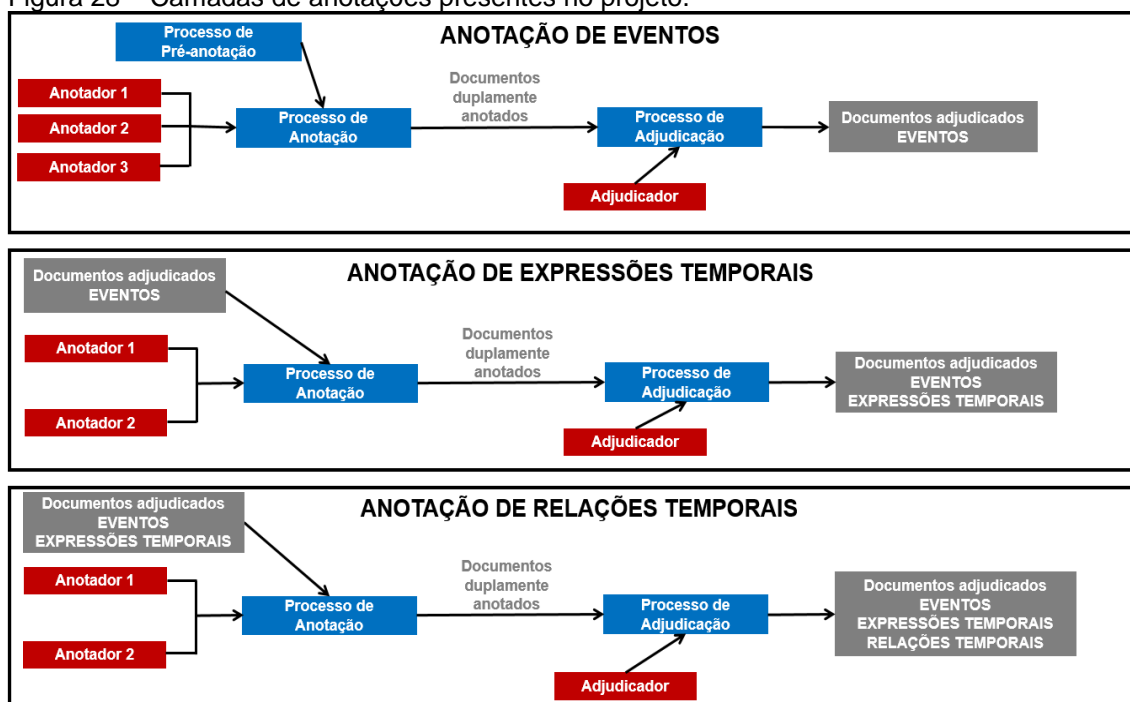 Figura 28 – Camadas de anotações presentes no projeto.
ANOTAÇÃO DE EVENTOS
Processo de
Pré-anotação
Anotador 1
Anotador 2
Anotador 3
Processo de
Anotação
Documentos
duplamente
anotados
Processo de
Adjudicação
Adjudicador
Documentos adjudicados
EVENTOS
ANOTAÇÃO DE EXPRESSÕES TEMPORAIS
Documentos adjudicados
EVENTOS
Anotador 1
Anotador 2
Processo de
Anotação
Documentos
duplamente
anotados
Processo de
Adjudicação
Adjudicador
Documentos adjudicados
EVENTOS
EXPRESSÕES TEMPORAIS
ANOTAÇÃO DE RELAÇÕES TEMPORAIS
Documentos adjudicados
EVENTOS
EXPRESSÕES TEMPORAIS
Anotador 1
Anotador 2
Processo de
Anotação
Documentos
duplamente
anotados
Processo de
Adjudicação
Adjudicador
Documentos adjudicados
EVENTOS
EXPRESSÕES TEMPORAIS
RELAÇÕES TEMPORAIS